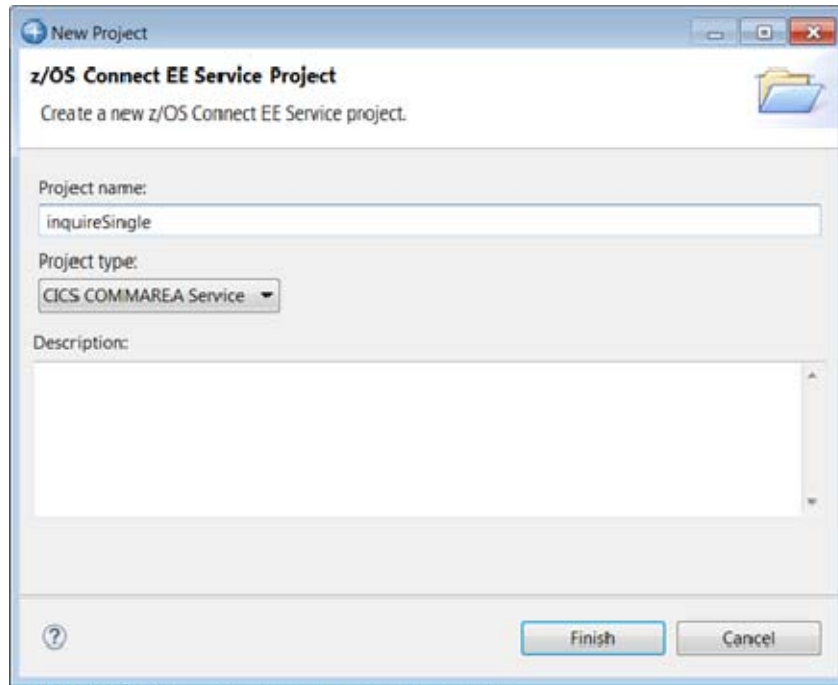 New Project
z/OS Connect EE Service Project
Create a new z/OS Connect EE Service project.
Project name:
inquireSingle
Project type:
CICS COMMAREA Service
Description:
?
Finish
Cancel